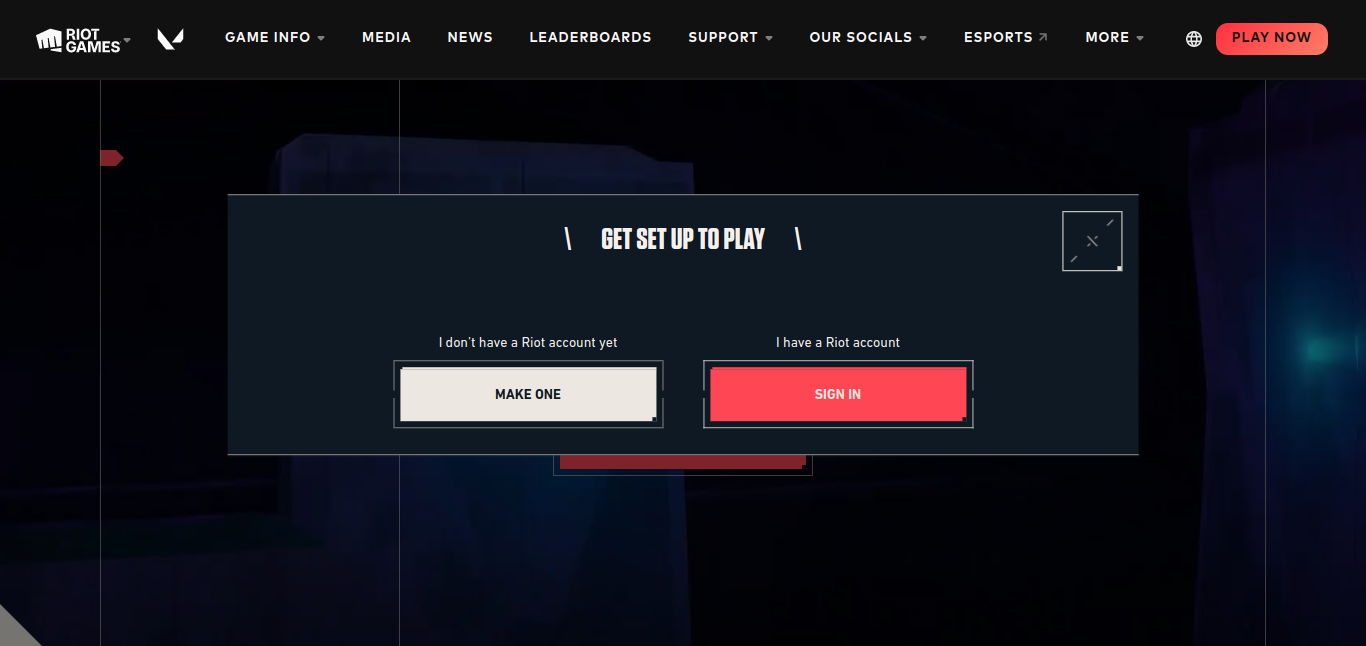 RIOT GAMES
GAME INFO MEDIA NEWS LEADERBOARDS SUPPORT OUR SOCIALS ESPORTS MORE PLAY NOW
\ GET SET UP TO PLAY \
I don't have a Riot account yet
MAKE ONE
I have a Riot account
SIGN IN